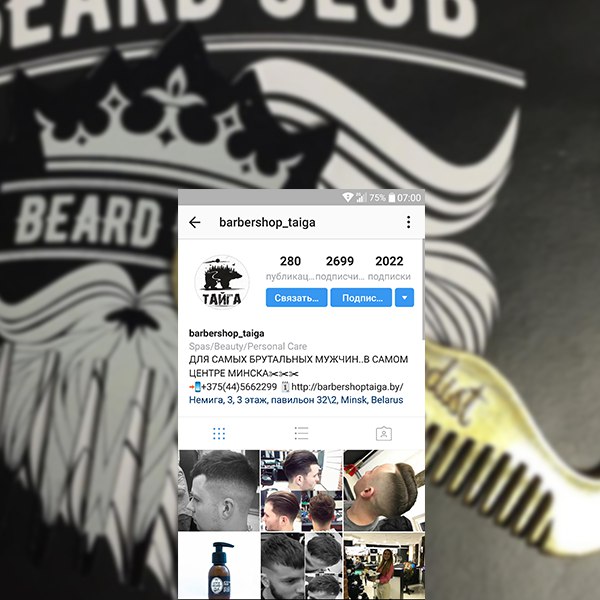 BEARD CLUB
BEARD
75% 07:00
barbershop_taiga
280 2699 2022
публикац... подписчи... подписки
ТАЙГА
Связать... Подпис...
barbershop_taiga
Spas/Beauty/Personal Care
ДЛЯ САМЫХ БРУТАЛЬНЫХ МУЖЧИН..В САМОМ
ЦЕНТРЕ МИНСКА✂✂✂
➔📱+375(44)5662299 🗓http://barbershoptaiga.by/
Немига, 3, 3 этаж, павильон 32\2, Minsk, Belarus
dust